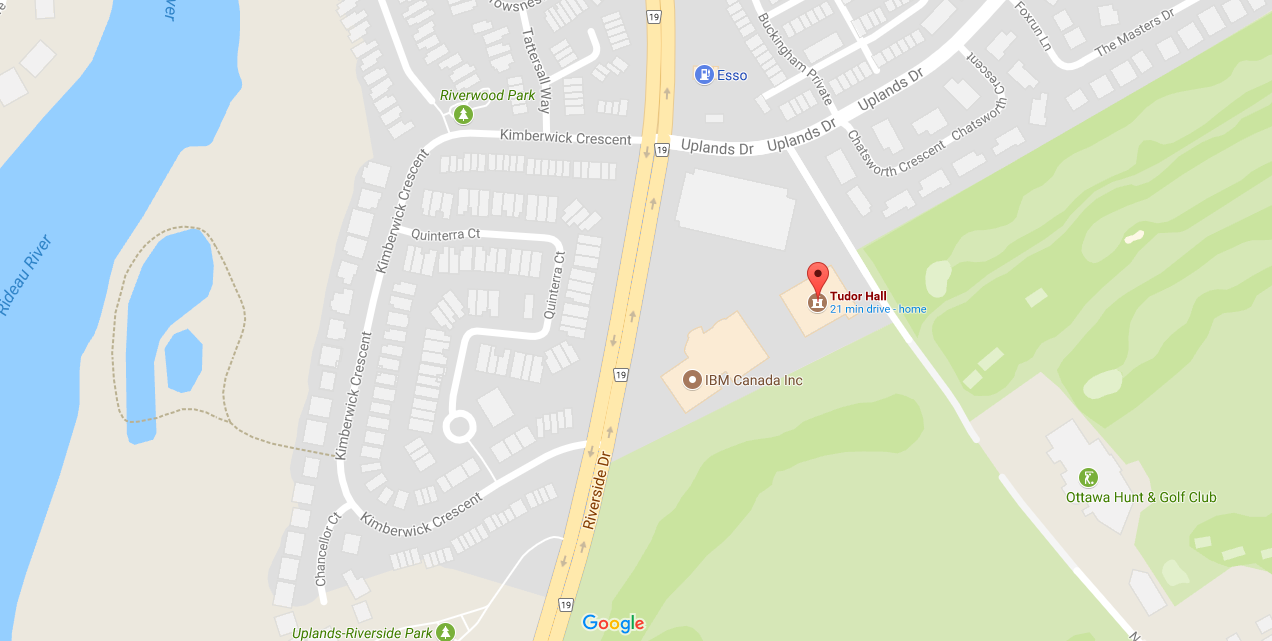 Tattersall Way
Buckingham Private
Foxrun Ln
The Masters Dr
19
Esso
Uplands Dr
Riverwood Park
Kimberwick Crescent
19
Uplands Dr
Uplands Dr
Chatsworth Crescent
Chatsworth Crescent
Kimberwick Crescent
Quinterra Ct
Quinterra Ct
Rideau River
Tudor Hall
21 min drive - home
Kimberwick Crescent
19
IBM Canada Inc
Riverside Dr
Kimberwick Crescent
Chancellor Ct
Ottawa Hunt & Golf Club
19
Google
Uplands-Riverside Park